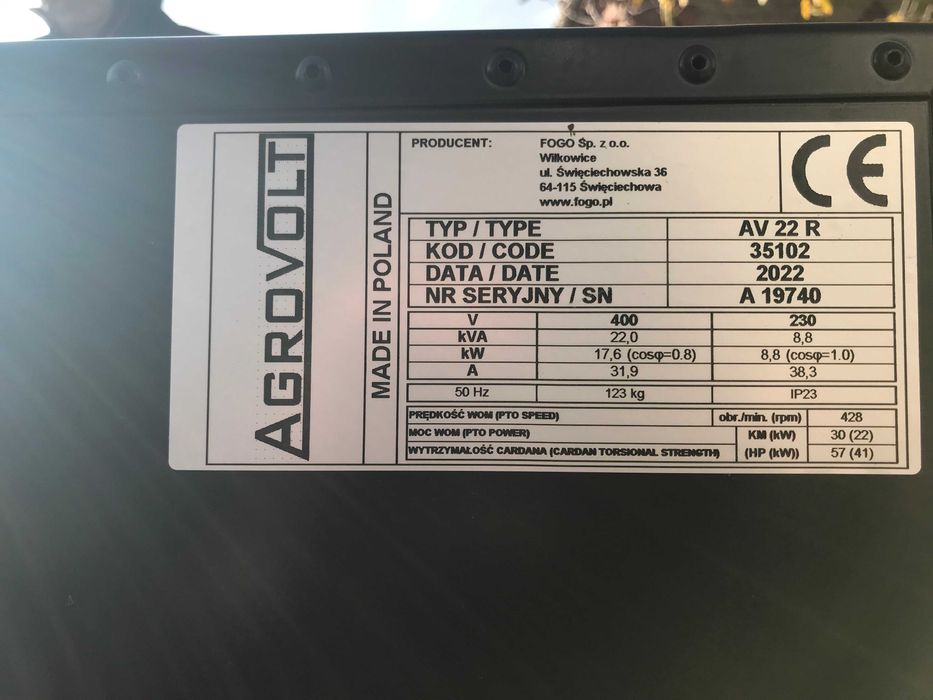 AGROVOLT
MADE IN POLAND
PRODUCENT: FOGO Sp. z o.o.
Wilkowice
ul. Święciechowska 36
64-115 Święciechowa
www.fogo.pl
CE
TYP / TYPE AV 22 R
KOD / CODE 35102
DATA / DATE 2022
NR SERYJNY / SN A 19740
V 400 230
kVA 22,0 8,8
kW 17,6 (cosφ=0.8) 8,8 (cosφ=1.0)
A 31,9 38,3
50 Hz 123 kg IP23
PRĘDKOŚĆ WOM (PTO SPEED) obr./min. (rpm) 428
MOC WOM (PTO POWER) KM (kW) 30 (22)
WYTRZYMAŁOŚĆ CARDANA (CARDAN TORSIONAL STRENGTH) (HP (kW)) 57 (41)